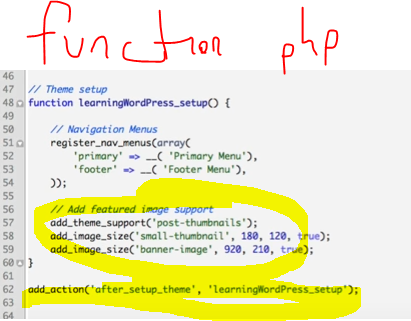 function php
46
47 // Theme setup
48 function learningWordPress_setup() {
49
50 // Navigation Menus
51 register_nav_menus(array(
52 'primary' => __( 'Primary Menu'),
53 'footer' => __( 'Footer Menu'),
54 ));
55
56 // Add featured image support
57 add_theme_support('post-thumbnails');
58 add_image_size('small-thumbnail', 180, 120, true);
59 add_image_size('banner-image', 920, 210, true);
60 }
61
62 add_action('after_setup_theme', 'learningWordPress_setup');
63
64